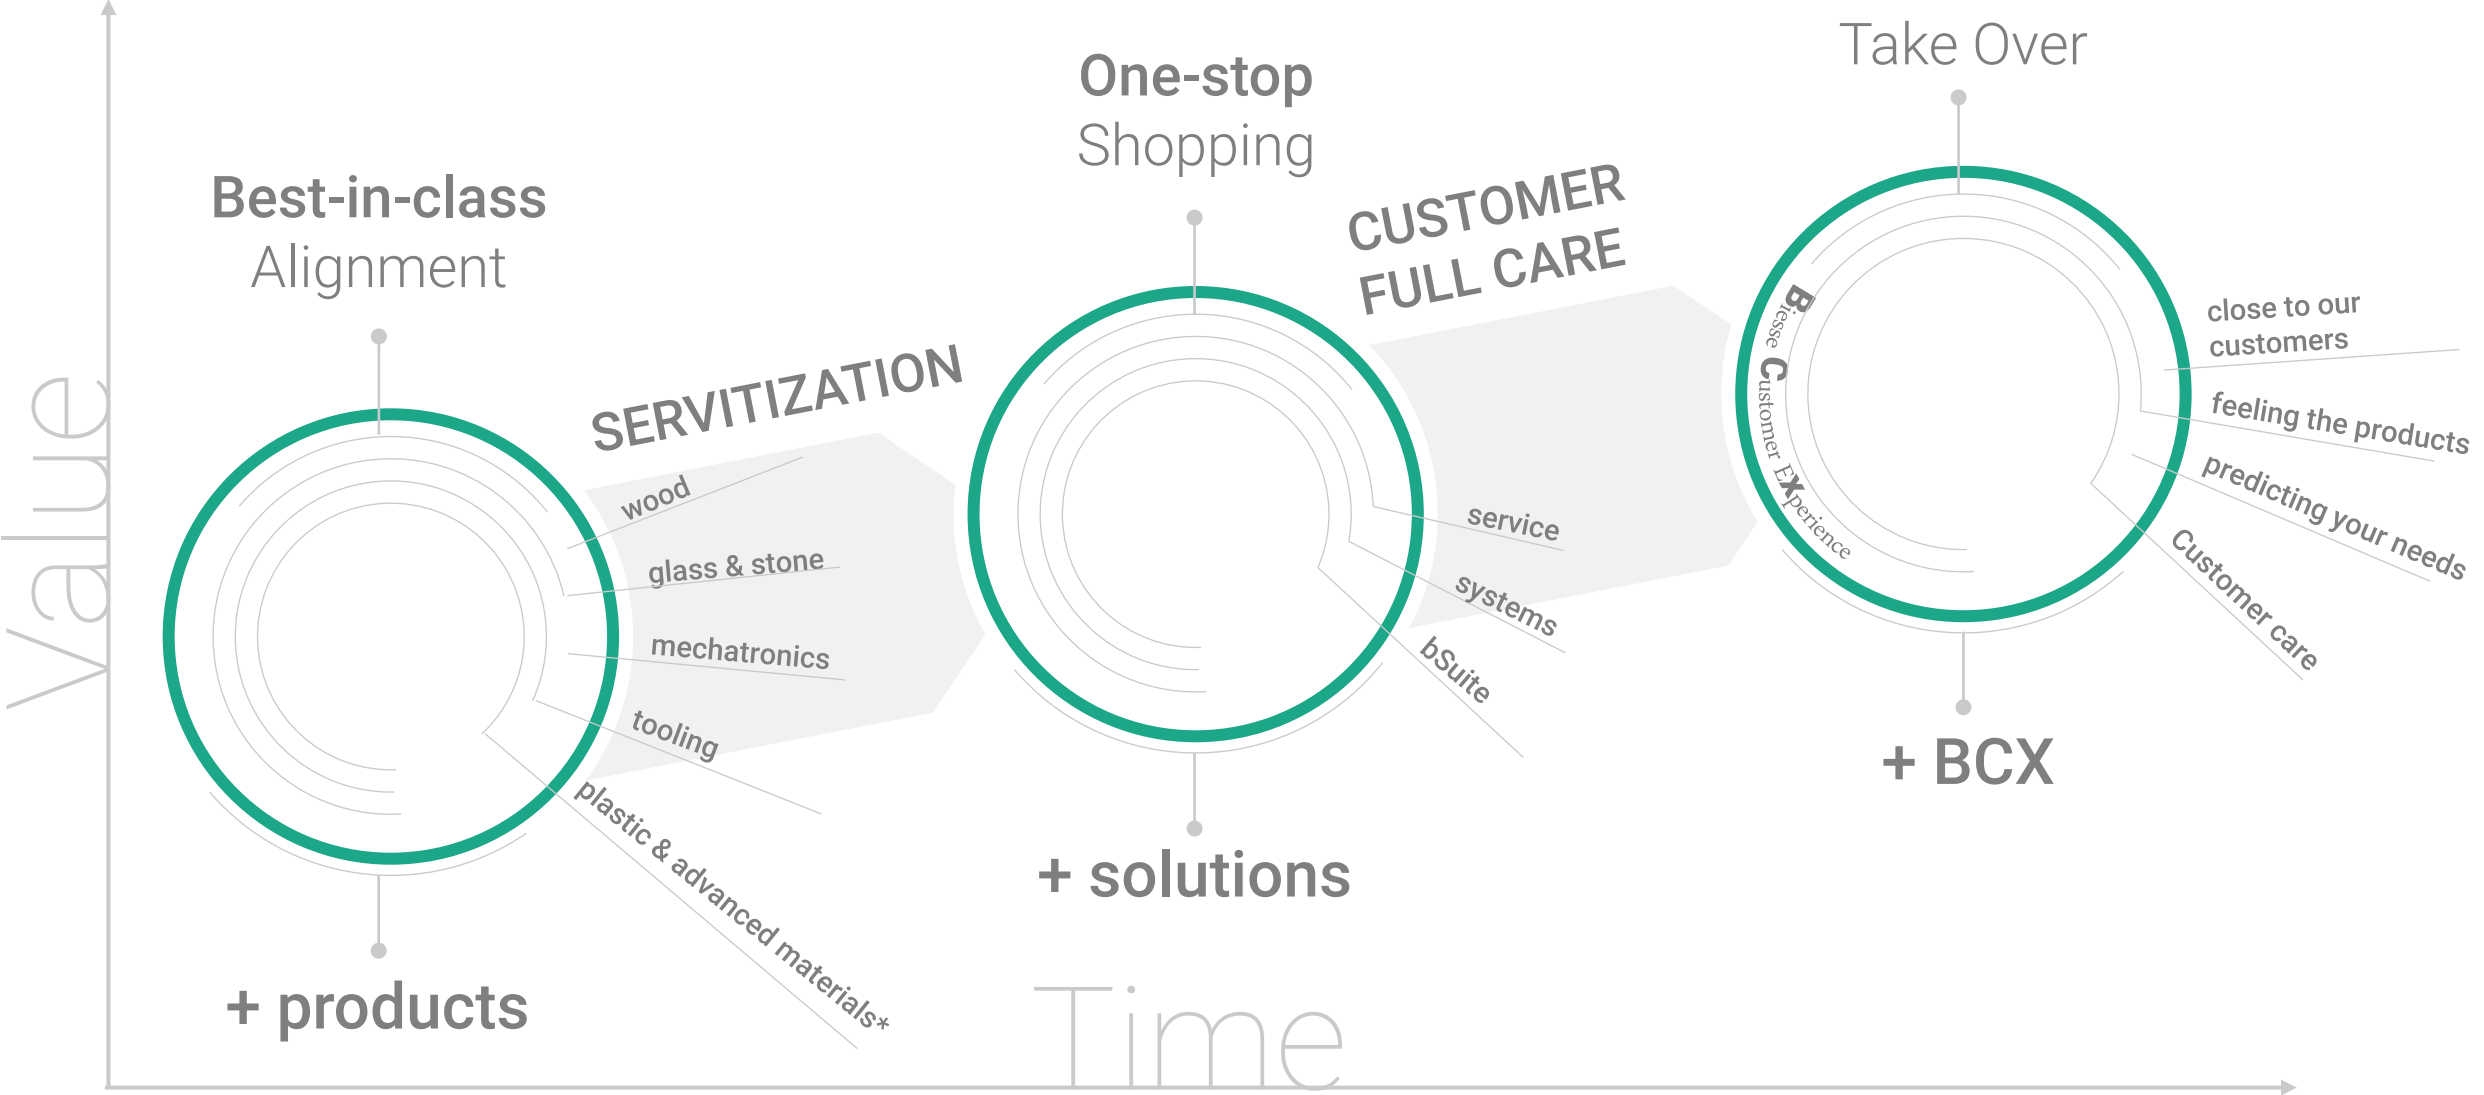 Value
Best-in-class
Alignment
+ products
wood
glass & stone
mechatronics
tooling
plastic & advanced materials*
SERVITIZATION
One-stop
Shopping
+ solutions
service
systems
bSuite
CUSTOMER
FULL CARE
Take Over
Biesse Customer EXperience
+ BCX
close to our
customers
feeling the products
predicting your needs
Customer care
Time